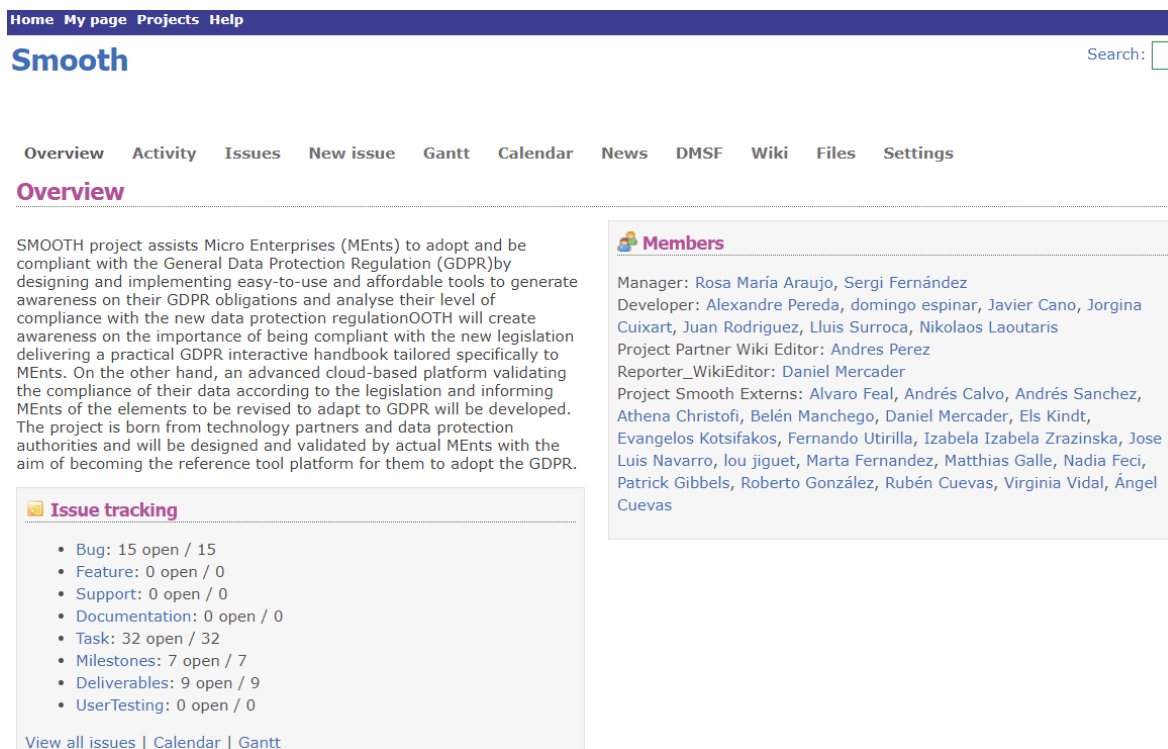 Home My page Projects Help
Smooth
Search:
Overview Activity Issues New issue Gantt Calendar News DMSF Wiki Files Settings
Overview
SMOOTH project assists Micro Enterprises (MEnts) to adopt and be
compliant with the General Data Protection Regulation (GDPR)by
designing and implementing easy-to-use and affordable tools to generate
awareness on their GDPR obligations and analyse their level of
compliance with the new data protection regulationOOTH will create
awareness on the importance of being compliant with the new legislation
delivering a practical GDPR interactive handbook tailored specifically to
MEnts. On the other hand, an advanced cloud-based platform validating
the compliance of their data according to the legislation and informing
MEnts of the elements to be revised to adapt to GDPR will be developed.
The project is born from technology partners and data protection
authorities and will be designed and validated by actual MEnts with the
aim of becoming the reference tool platform for them to adopt the GDPR.
Issue tracking
• Bug: 15 open / 15
• Feature: 0 open / 0
• Support: 0 open / 0
• Documentation: 0 open / 0
• Task: 32 open / 32
• Milestones: 7 open / 7
• Deliverables: 9 open / 9
• UserTesting: 0 open / 0
View all issues | Calendar | Gantt
Members
Manager: Rosa María Araujo, Sergi Fernández
Developer: Alexandre Pereda, domingo espinar, Javier Cano, Jorgina
Cuixart, Juan Rodriguez, Lluis Surroca, Nikolaos Laoutaris
Project Partner Wiki Editor: Andres Perez
Reporter_WikiEditor: Daniel Mercader
Project Smooth Externs: Alvaro Feal, Andrés Calvo, Andrés Sanchez,
Athena Christofi, Belén Manchego, Daniel Mercader, Els Kindt,
Evangelos Kotsifakos, Fernando Utirilla, Izabela Izabela Zrazinska, Jose
Luis Navarro, lou jiguet, Marta Fernandez, Matthias Galle, Nadia Feci,
Patrick Gibbels, Roberto González, Rubén Cuevas, Virginia Vidal, Ángel
Cuevas